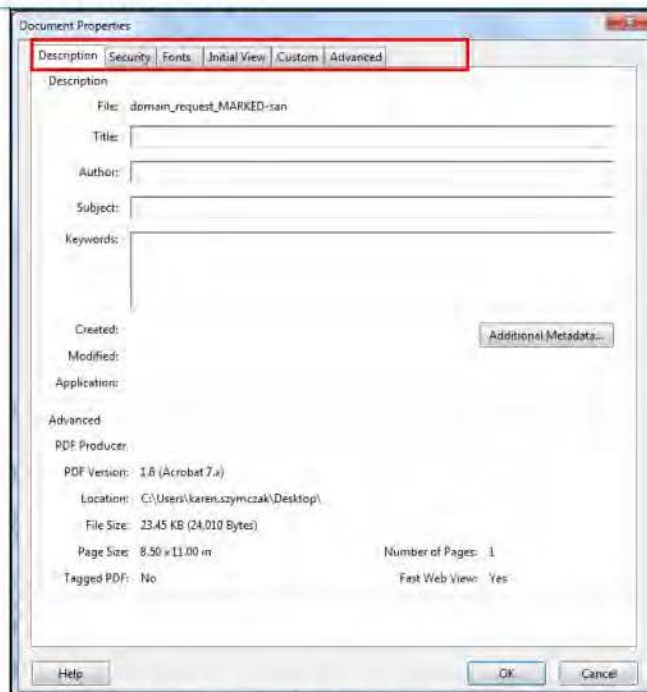 Document Properties
Description Security Fonts Initial View Custom Advanced
Description
File: domain_request_MARKED-san
Title:
Author:
Subject:
Keywords:
Created:
Additional Metadata...
Modified:
Application:
Advanced
PDF Producer
PDF Version: 1.6 (Acrobat 7.x)
Location: C:\Users\karen.szymczak\Desktop\
File Size: 23.45 KB (24,010 Bytes)
Page Size: 8.50 x 11.00 in Number of Pages: 1
Tagged PDF: No Fast Web View: Yes
Help OK Cancel